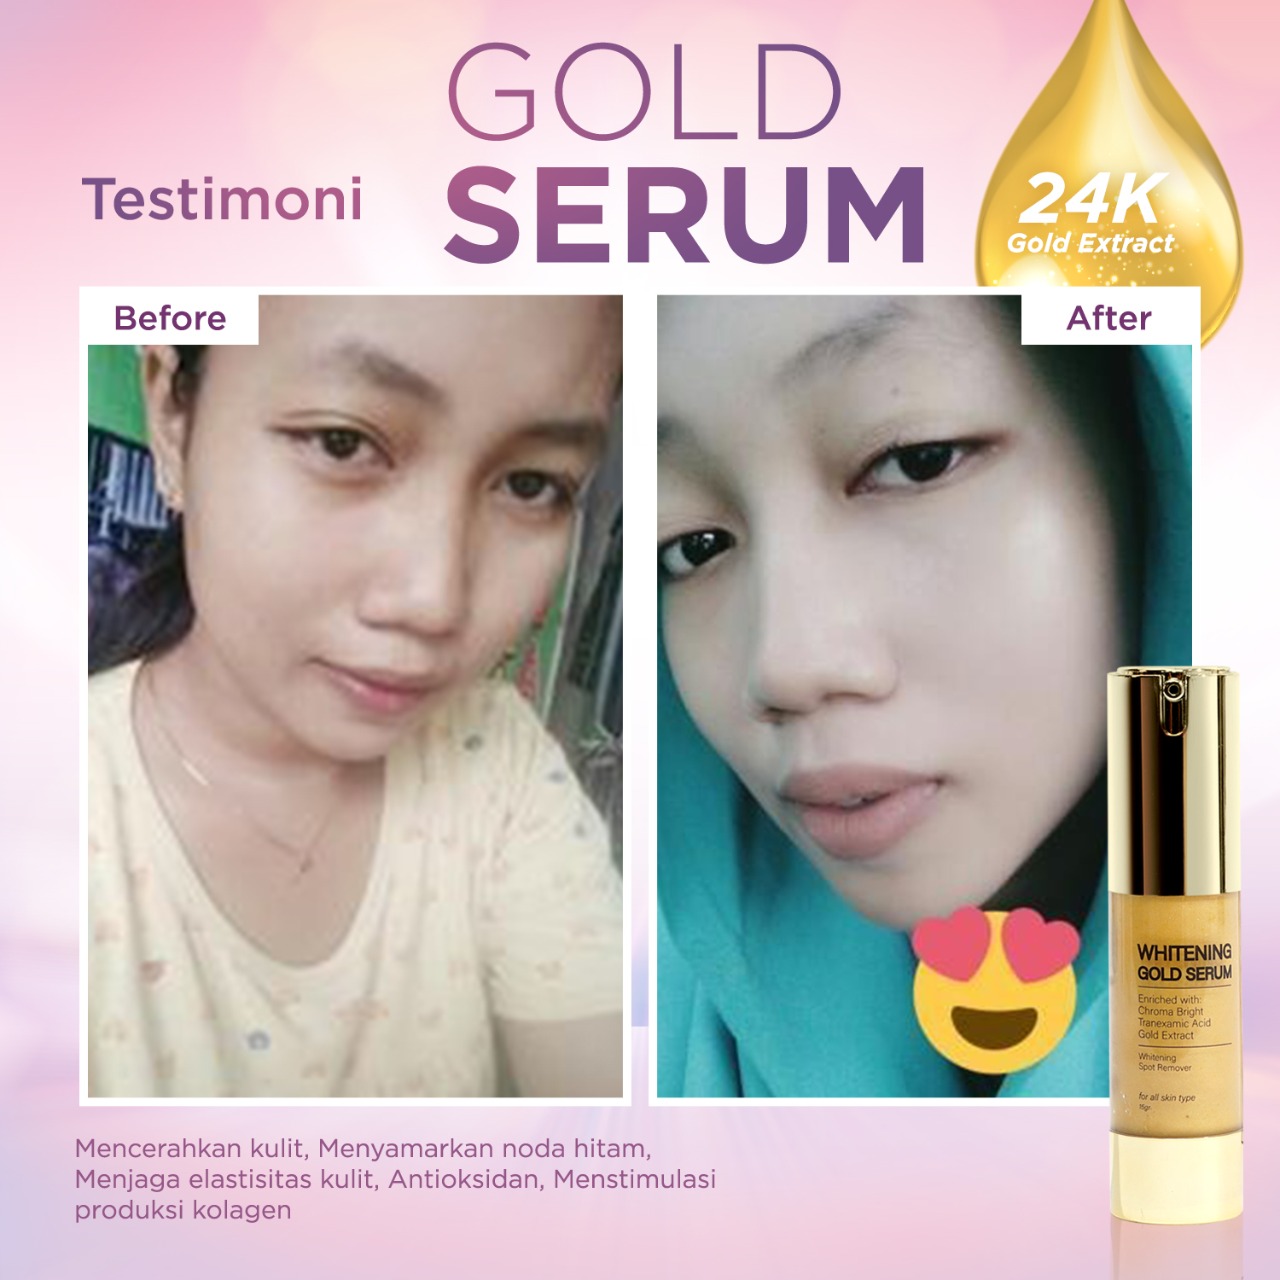 GOLD
SERUM
Testimoni
24K
Gold Extract
Before
After
WHITENING
GOLD SERUM
Enriched with:
Chroma Bright
Tranexamic Acid
Gold Extract
Whitening
Spot Remover
for all skin type
15gr
Mencerahkan kulit, Menyamarkan noda hitam,
Menjaga elastisitas kulit, Antioksidan, Menstimulasi
produksi kolagen